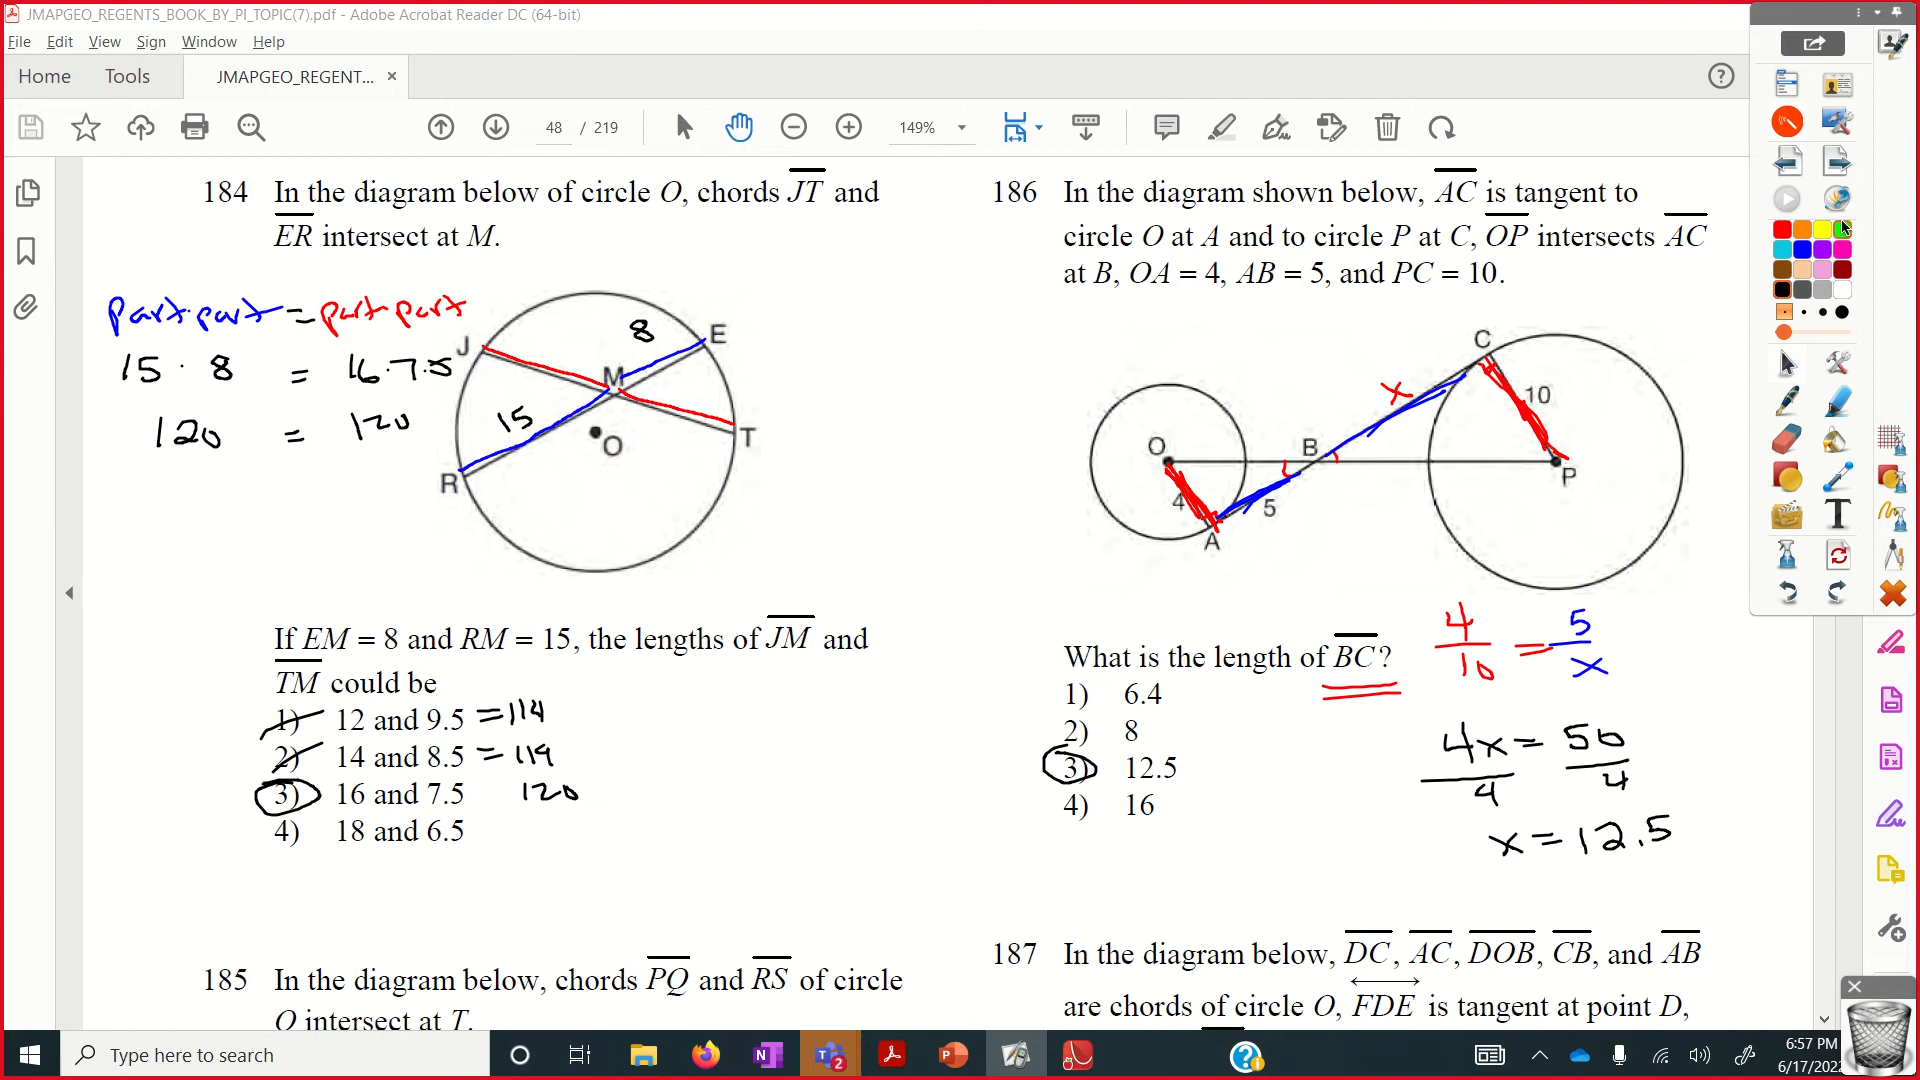 JMAPGEO_REGENTS_BOOK_BY_PI_TOPIC(7).pdf - Adobe Acrobat Reader DC (64-bit)
File Edit View Sign Window Help
Home Tools JMAPGEO_REGENT... ×
48 / 219 149%
184 In the diagram below of circle O, chords JT and
ER intersect at M.
part·part = part·part
15 · 8 = 16·7.5
120 = 120
J
8
E
M
15
T
O
R
If EM = 8 and RM = 15, the lengths of JM and
TM could be
1) 12 and 9.5 = 114
2) 14 and 8.5 = 119
3) 16 and 7.5 120
4) 18 and 6.5
185 In the diagram below, chords PQ and RS of circle
O intersect at T.
186 In the diagram shown below, AC is tangent to
circle O at A and to circle P at C, OP intersects AC
at B, OA = 4, AB = 5, and PC = 10.
C
x
10
O
B
P
4
5
A
What is the length of BC?
4/10 = 5/x
1) 6.4
2) 8
3) 12.5
4) 16
4x = 50
4 4
x = 12.5
187 In the diagram below, DC, AC, DOB, CB, and AB
are chords of circle O, FDE is tangent at point D,
Type here to search
6:57 PM